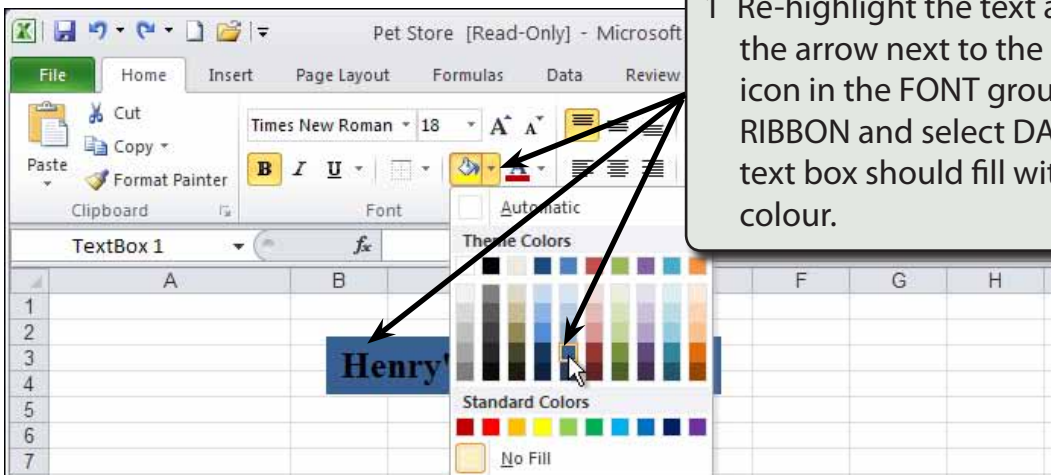 Pet Store [Read-Only] - Microsoft
File Home Insert Page Layout Formulas Data Review
Cut
Copy
Paste
Format Painter
Times New Roman 18 A A
B I U A
Clipboard Font
Automatic
TextBox 1 fx
Theme Colors
A B F G H
1
2
3
4
5
6
7
Henry'
Standard Colors
No Fill
1 Re-highlight the text
the arrow next to the
icon in the FONT grou
RIBBON and select DA
text box should fill wit
colour.